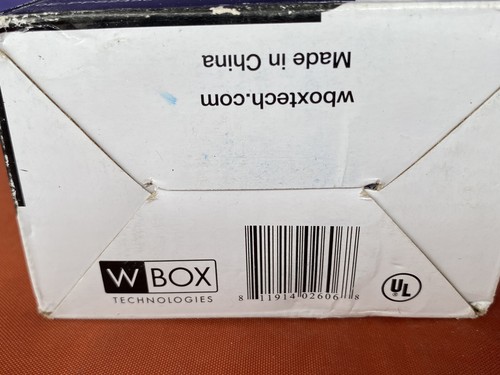 Made in China
wboxtech.com
W BOX
TECHNOLOGIES
8 11914 02606 8
UL